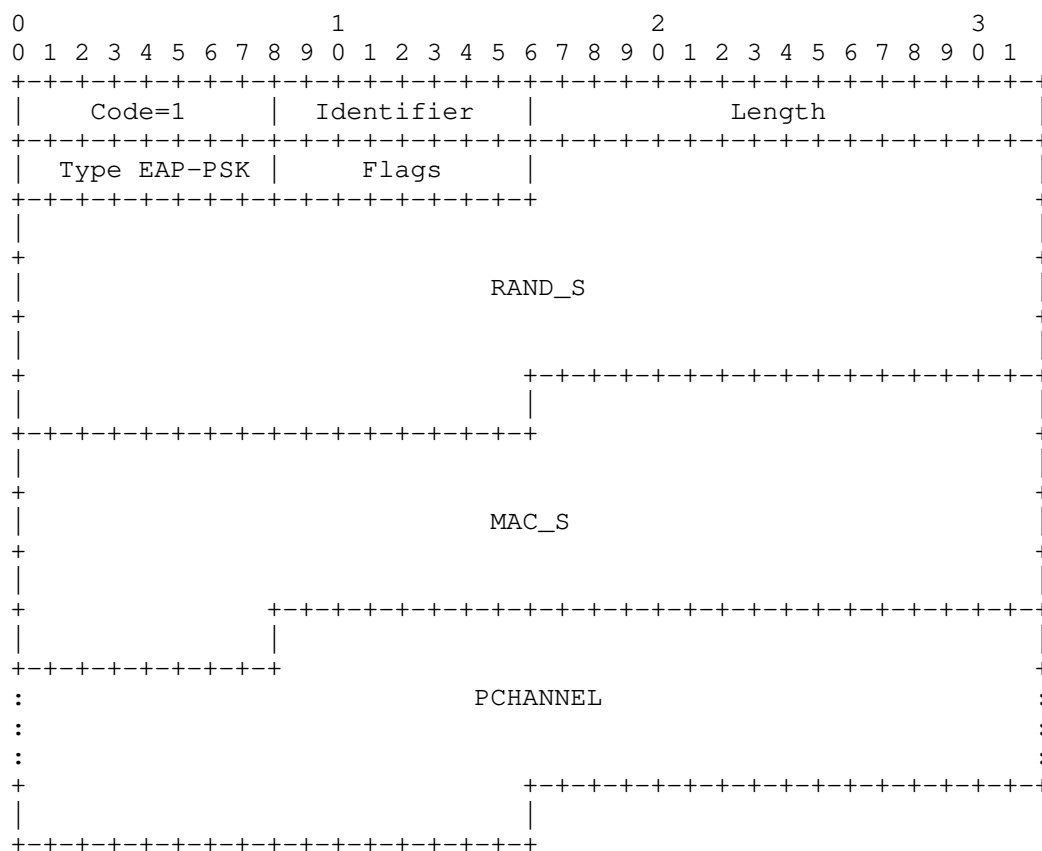 0                   1                   2                   3
0 1 2 3 4 5 6 7 8 9 0 1 2 3 4 5 6 7 8 9 0 1 2 3 4 5 6 7 8 9 0 1
+-+-+-+-+-+-+-+-+-+-+-+-+-+-+-+-+-+-+-+-+-+-+-+-+-+-+-+-+-+-+-+-+
|    Code=1     |  Identifier   |            Length             |
+-+-+-+-+-+-+-+-+-+-+-+-+-+-+-+-+-+-+-+-+-+-+-+-+-+-+-+-+-+-+-+-+
|  Type EAP-PSK |     Flags     |                               |
+-+-+-+-+-+-+-+-+-+-+-+-+-+-+-+-+                               +
|                                                               |
+                                                               +
|                             RAND_S                            |
+                                                               +
|                                                               |
+                               +-+-+-+-+-+-+-+-+-+-+-+-+-+-+-+-+
|                               |                               |
+-+-+-+-+-+-+-+-+-+-+-+-+-+-+-+-+                               +
|                                                               |
+                                                               +
|                             MAC_S                             |
+                                                               +
|                                                               |
+               +-+-+-+-+-+-+-+-+-+-+-+-+-+-+-+-+-+-+-+-+-+-+-+-+
|               |                                               |
+-+-+-+-+-+-+-+-+                                               +
:                            PCHANNEL                           :
:                                                               :
:                                                               :
+                               +-+-+-+-+-+-+-+-+-+-+-+-+-+-+-+-+
|                               |
+-+-+-+-+-+-+-+-+-+-+-+-+-+-+-+-+